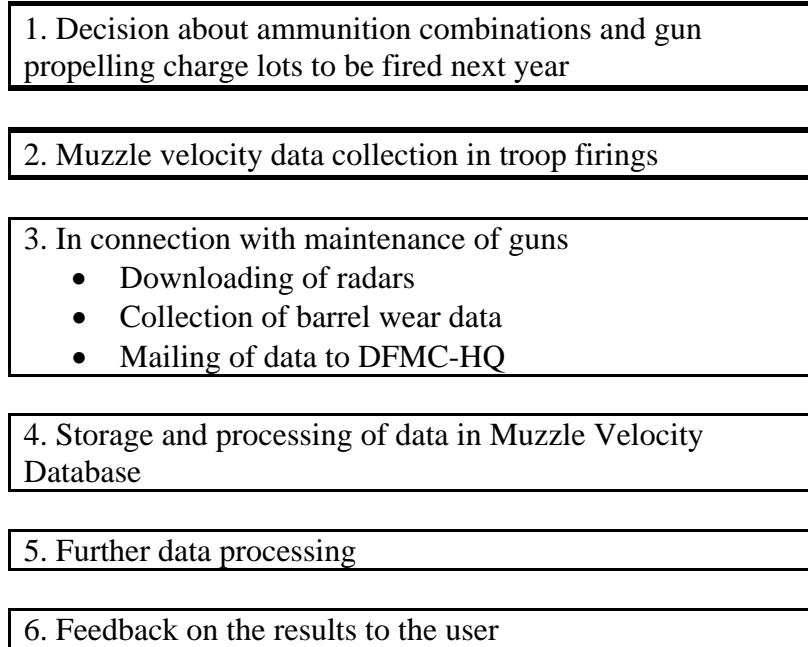 1. Decision about ammunition combinations and gun
propelling charge lots to be fired next year
2. Muzzle velocity data collection in troop firings
3. In connection with maintenance of guns
• Downloading of radars
• Collection of barrel wear data
• Mailing of data to DFMC-HQ
4. Storage and processing of data in Muzzle Velocity
Database
5. Further data processing
6. Feedback on the results to the user